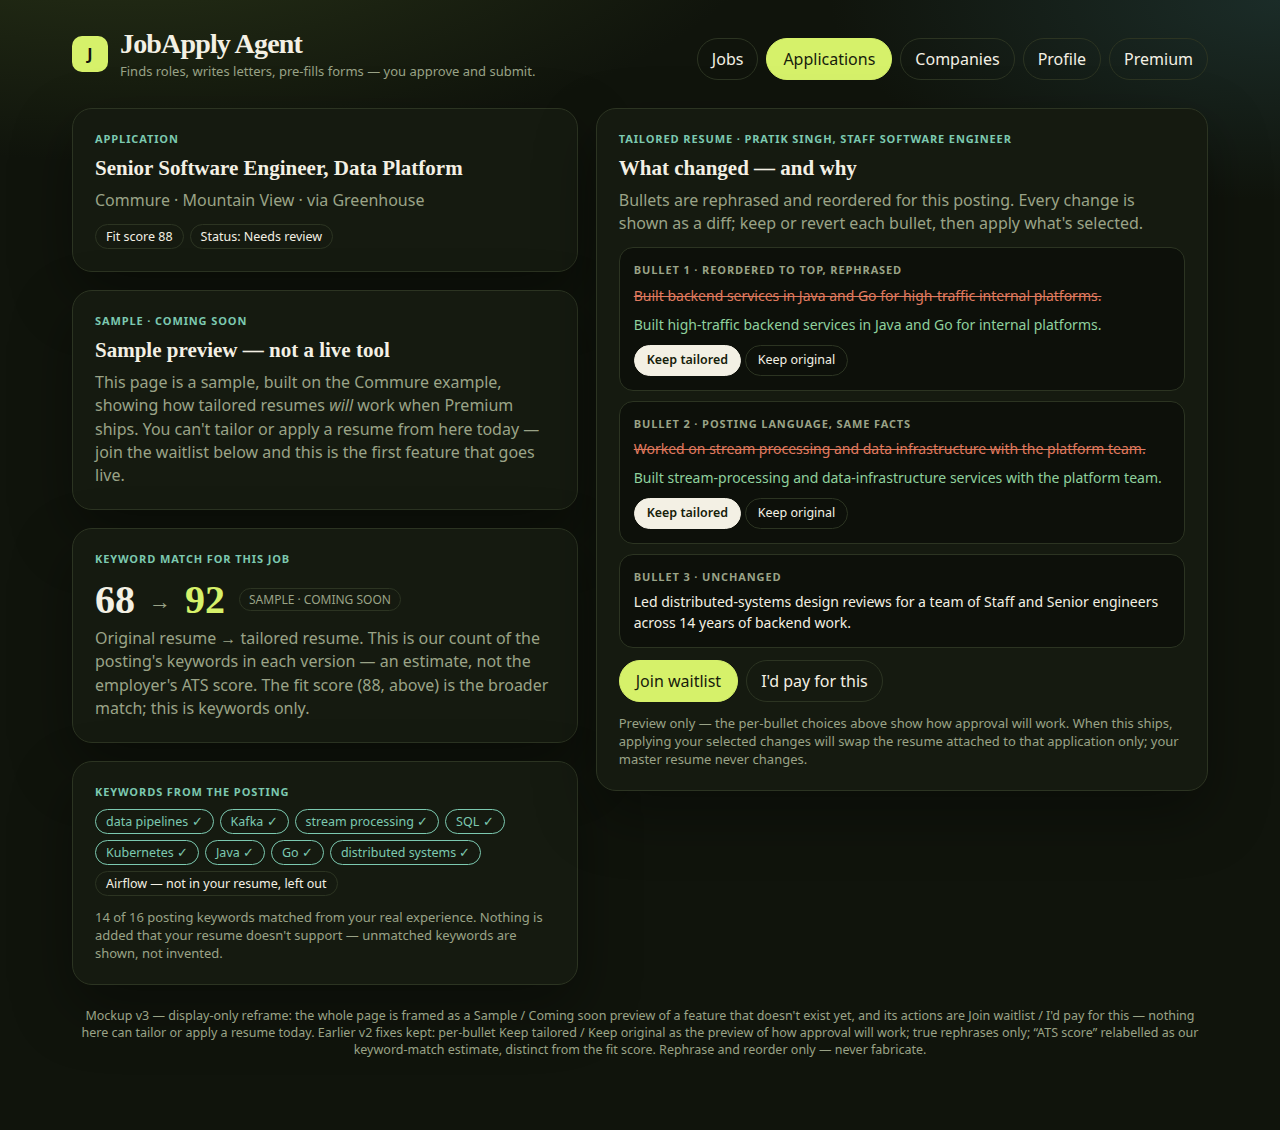 J
JobApply Agent
Finds roles, writes letters, pre-fills forms — you approve and submit.
Jobs
Applications
Companies
Profile
Premium
APPLICATION
Senior Software Engineer, Data Platform
Commure · Mountain View · via Greenhouse
Fit score 88
Status: Needs review
SAMPLE · COMING SOON
Sample preview — not a live tool
This page is a sample, built on the Commure example,
showing how tailored resumes will work when Premium
ships. You can't tailor or apply a resume from here today —
join the waitlist below and this is the first feature that goes
live.
KEYWORD MATCH FOR THIS JOB
68 → 92 SAMPLE · COMING SOON
Original resume → tailored resume. This is our count of the
posting's keywords in each version — an estimate, not the
employer's ATS score. The fit score (88, above) is the broader
match; this is keywords only.
KEYWORDS FROM THE POSTING
data pipelines ✓ Kafka ✓ stream processing ✓ SQL ✓
Kubernetes ✓ Java ✓ Go ✓ distributed systems ✓
Airflow — not in your resume, left out
14 of 16 posting keywords matched from your real experience. Nothing is
added that your resume doesn't support — unmatched keywords are
shown, not invented.
TAILORED RESUME · PRATIK SINGH, STAFF SOFTWARE ENGINEER
What changed — and why
Bullets are rephrased and reordered for this posting. Every change is
shown as a diff; keep or revert each bullet, then apply what's selected.
BULLET 1 · REORDERED TO TOP, REPHRASED
Built backend services in Java and Go for high-traffic internal platforms.
Built high-traffic backend services in Java and Go for internal platforms.
Keep tailored
Keep original
BULLET 2 · POSTING LANGUAGE, SAME FACTS
Worked on stream processing and data infrastructure with the platform team.
Built stream-processing and data-infrastructure services with the platform team.
Keep tailored
Keep original
BULLET 3 · UNCHANGED
Led distributed-systems design reviews for a team of Staff and Senior engineers
across 14 years of backend work.
Join waitlist
I'd pay for this
Preview only — the per-bullet choices above show how approval will work. When this ships,
applying your selected changes will swap the resume attached to that application only; your
master resume never changes.
Mockup v3 — display-only reframe: the whole page is framed as a Sample / Coming soon preview of a feature that doesn't exist yet, and its actions are Join waitlist / I'd pay for this — nothing
here can tailor or apply a resume today. Earlier v2 fixes kept: per-bullet Keep tailored / Keep original as the preview of how approval will work; true rephrases only; “ATS score” relabelled as our
keyword-match estimate, distinct from the fit score. Rephrase and reorder only — never fabricate.